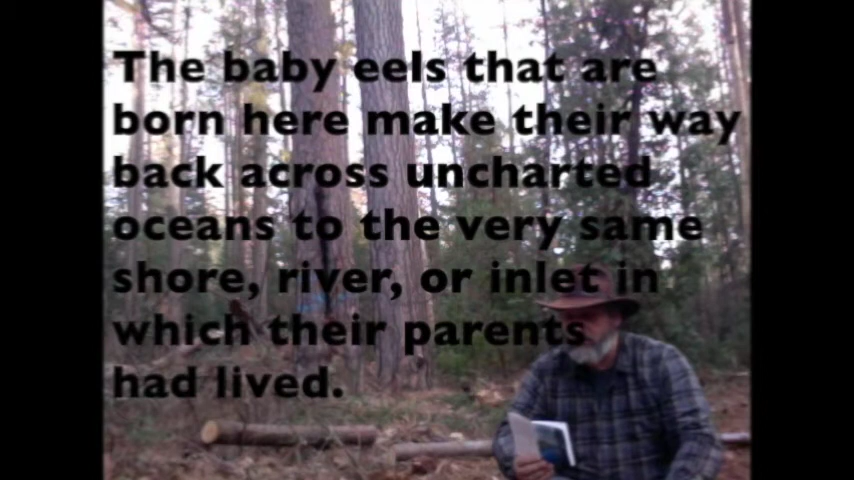 The baby eels that are
born here make their way
back across uncharted
oceans to the very same
shore, river, or inlet in
which their parents
had lived.